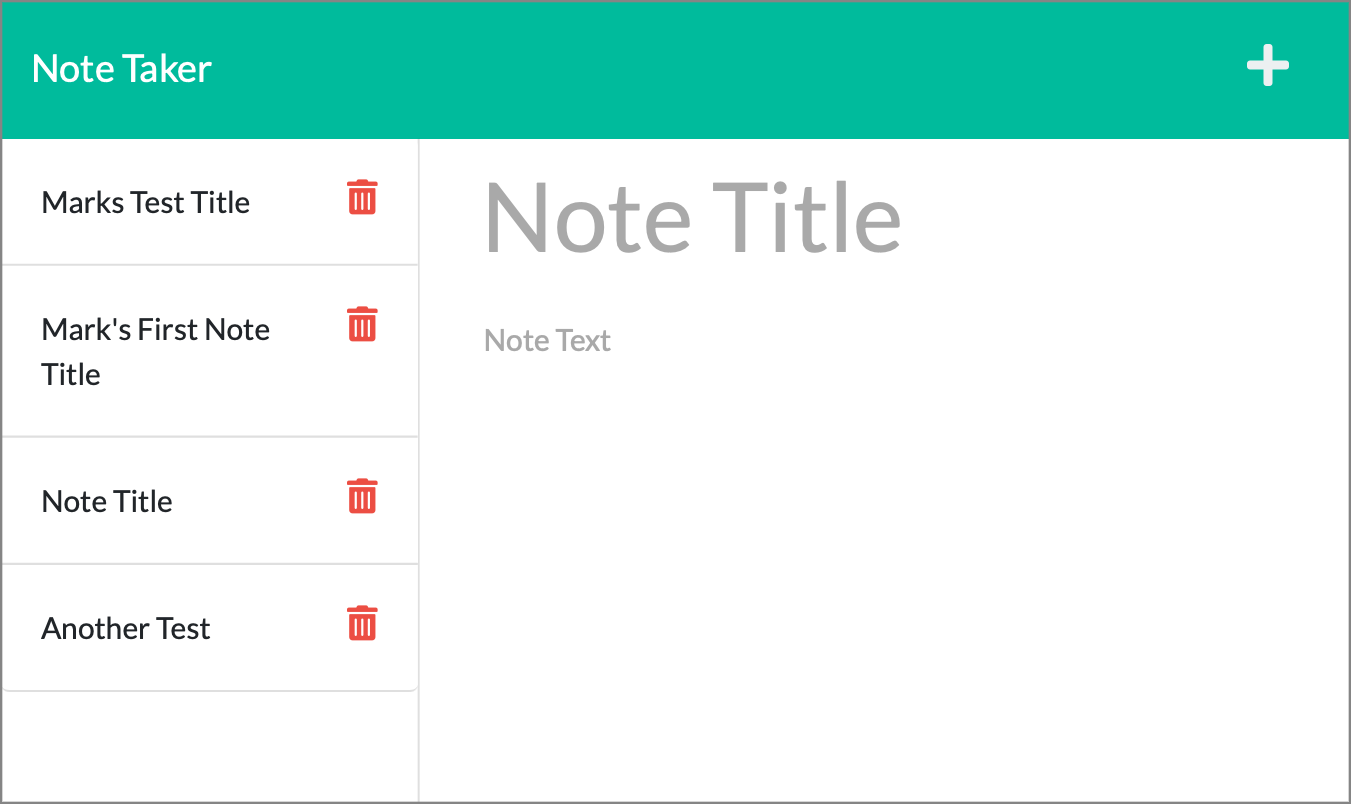 Note Taker
Marks Test Title
Mark's First Note
Title
Note Title
Another Test
Note Title
Note Text